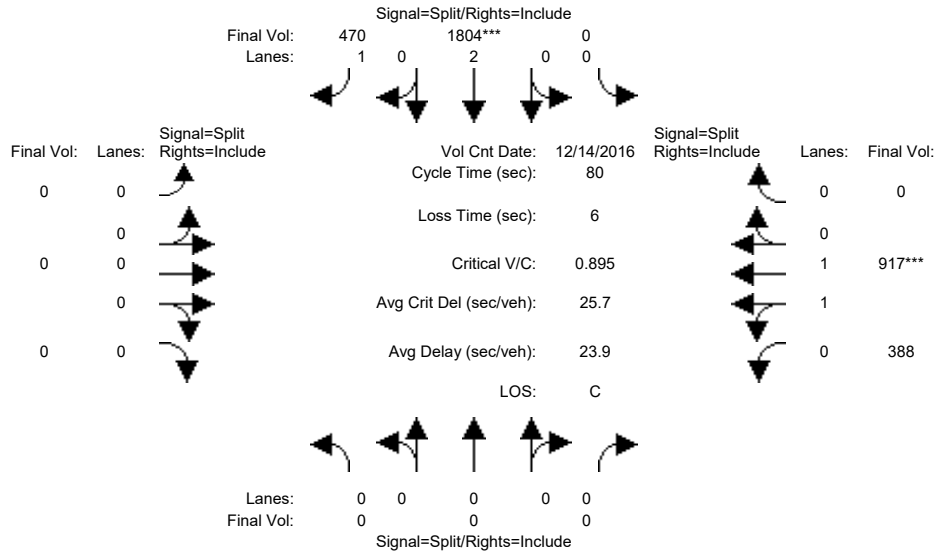 Signal=Split/Rights=Include
Final Vol: 470 1804*** 0
Lanes: 1 0 2 0 0
Signal=Split
Final Vol: Lanes: Rights=Include
Vol Cnt Date: 12/14/2016
Signal=Split
Rights=Include Lanes: Final Vol:
Cycle Time (sec): 80
0 0 0 0
Loss Time (sec): 6
0 0
0 0 Critical V/C: 0.895 1 917***
0 Avg Crit Del (sec/veh): 25.7 1
0 0 Avg Delay (sec/veh): 23.9 0 388
LOS: C
Lanes: 0 0 0 0 0
Final Vol: 0 0 0
Signal=Split/Rights=Include